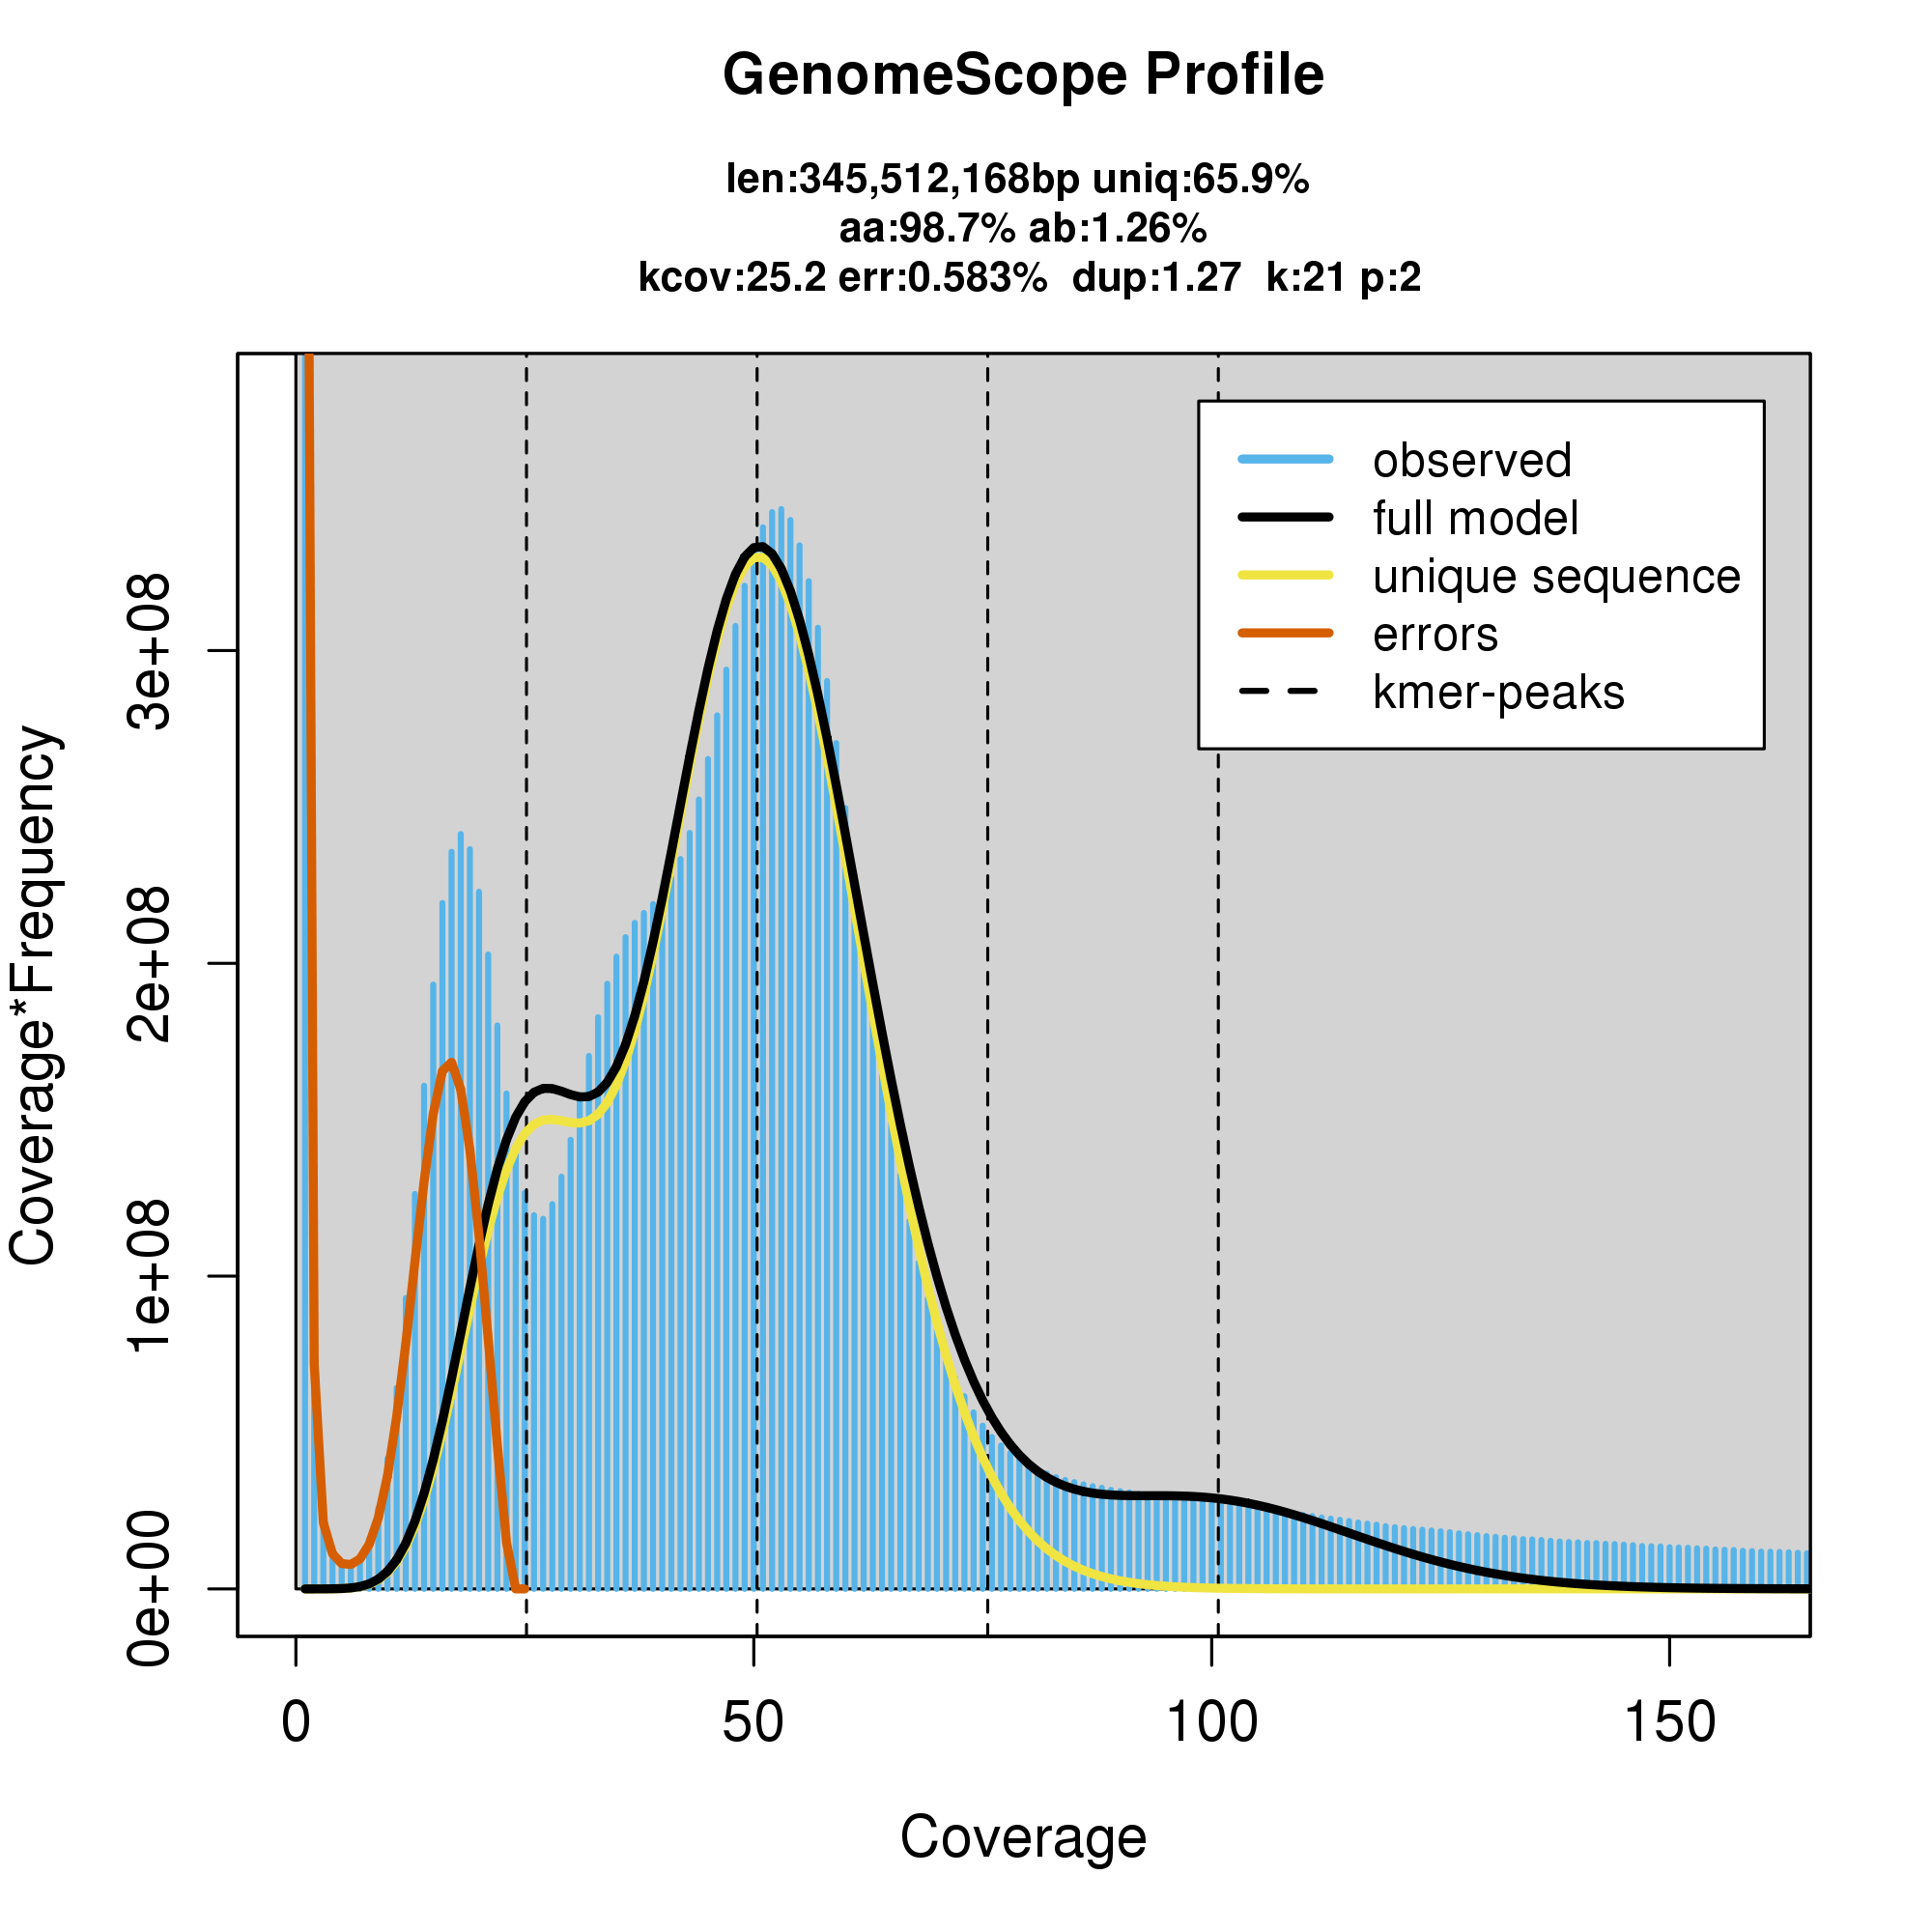 GenomeScope Profile
len:345,512,168bp uniq:65.9%
aa:98.7% ab:1.26%
kcov:25.2 err:0.583%  dup:1.27  k:21 p:2
observed
full model
unique sequence
errors
kmer-peaks
Coverage*Frequency
3e+08
2e+08
1e+08
0e+00
0
50
100
150
Coverage